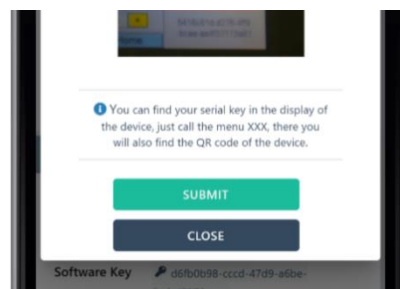 Home
You can find your serial key in the display of
the device, just call the menu XXX, there you
will also find the QR code of the device.
SUBMIT
CLOSE
Software Key d6fb0b98-cccd-47d9-a6be-